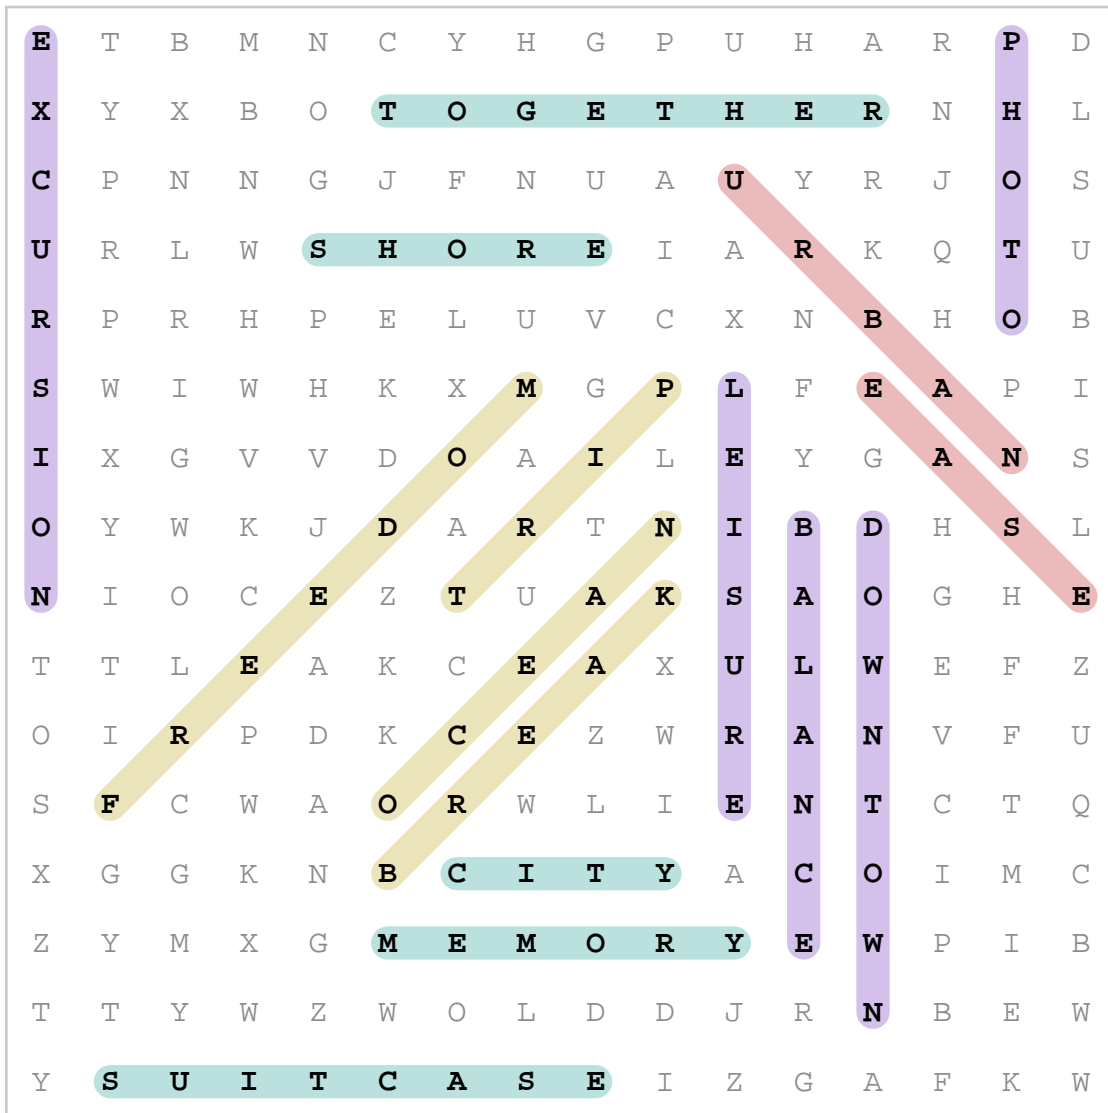 E T B M N C Y H G P U H A R P D
X Y X B O T O G E T H E R N H L
C P N N G J F N U A U Y R J O S
U R L W S H O R E I A R K Q T U
R P R H P E L U V C X N B H O B
S W I W H K X M G P L F E A P I
I X G V V D O A I L E Y G A N S
O Y W K J D A R T N I B D H S L
N I O C E Z T U A K S A O G H E
T T L E A K C E A X U L W E F Z
O I R P D K C E Z W R A N V F U
S F C W A O R W L I E N T C T Q
X G G K N B C I T Y A C O I M C
Z Y M X G M E M O R Y E W P I B
T T Y W Z W O L D D J R N B E W
Y S U I T C A S E I Z G A F K W